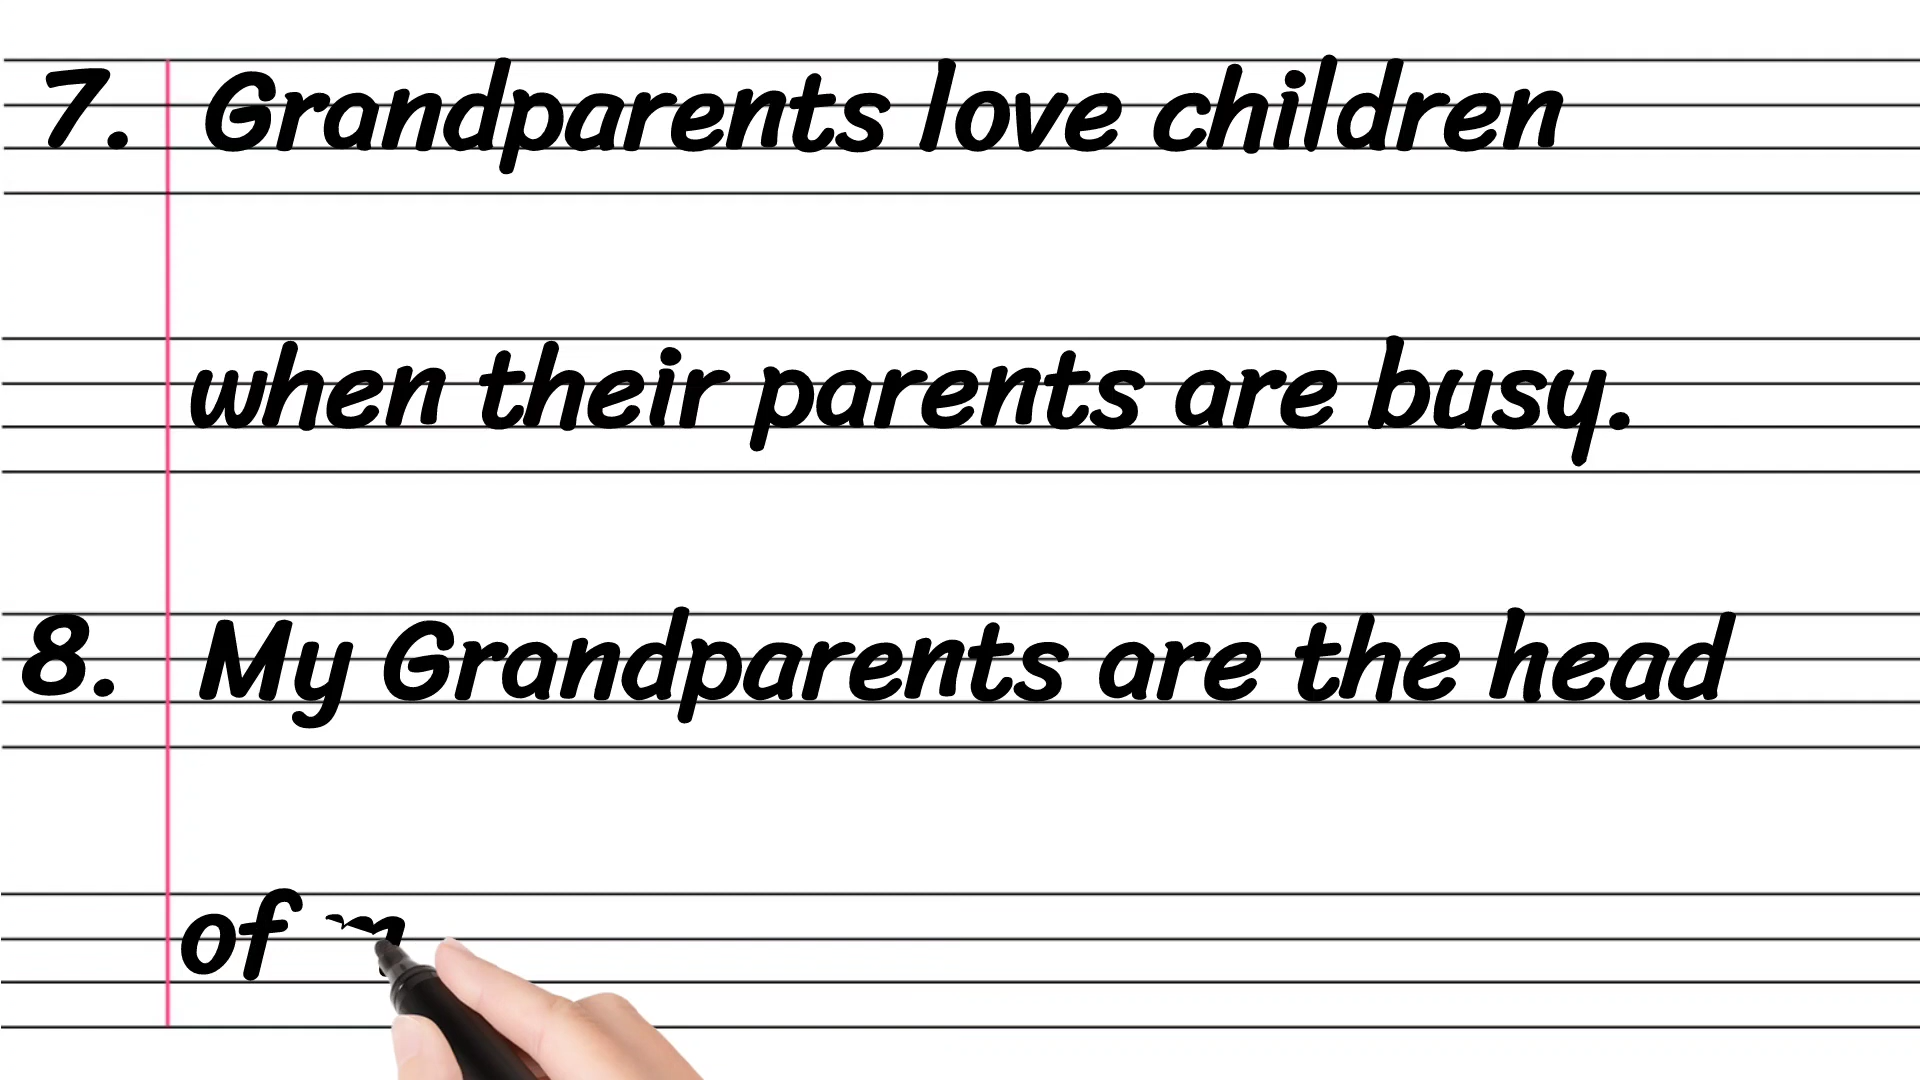 7. Grandparents love children
when their parents are busy.
8. My Grandparents are the head
of